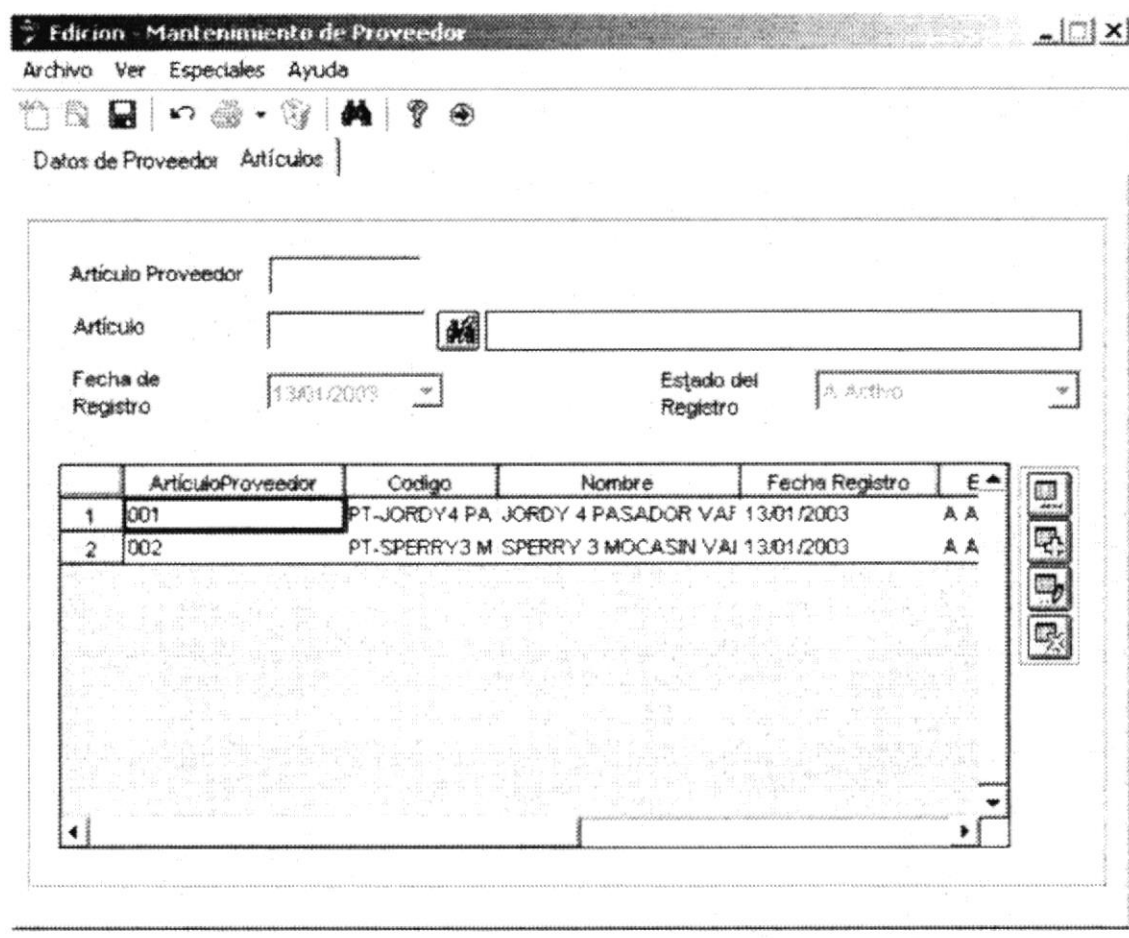 Edicion - Mantenimiento de Proveedor
Archivo Ver Especiales Ayuda
Datos de Proveedor Artículos
Artículo Proveedor
Artículo
Fecha de Registro 13/01/2003 Estado del Registro A Activo
ArtículoProveedor Codigo Nombre Fecha Registro E
1 001 PT-JORDY4 PA JORDY 4 PASADOR VAF 13/01/2003 A A
2 002 PT-SPERRY3 M SPERRY 3 MOCASIN VAI 13/01/2003 A A